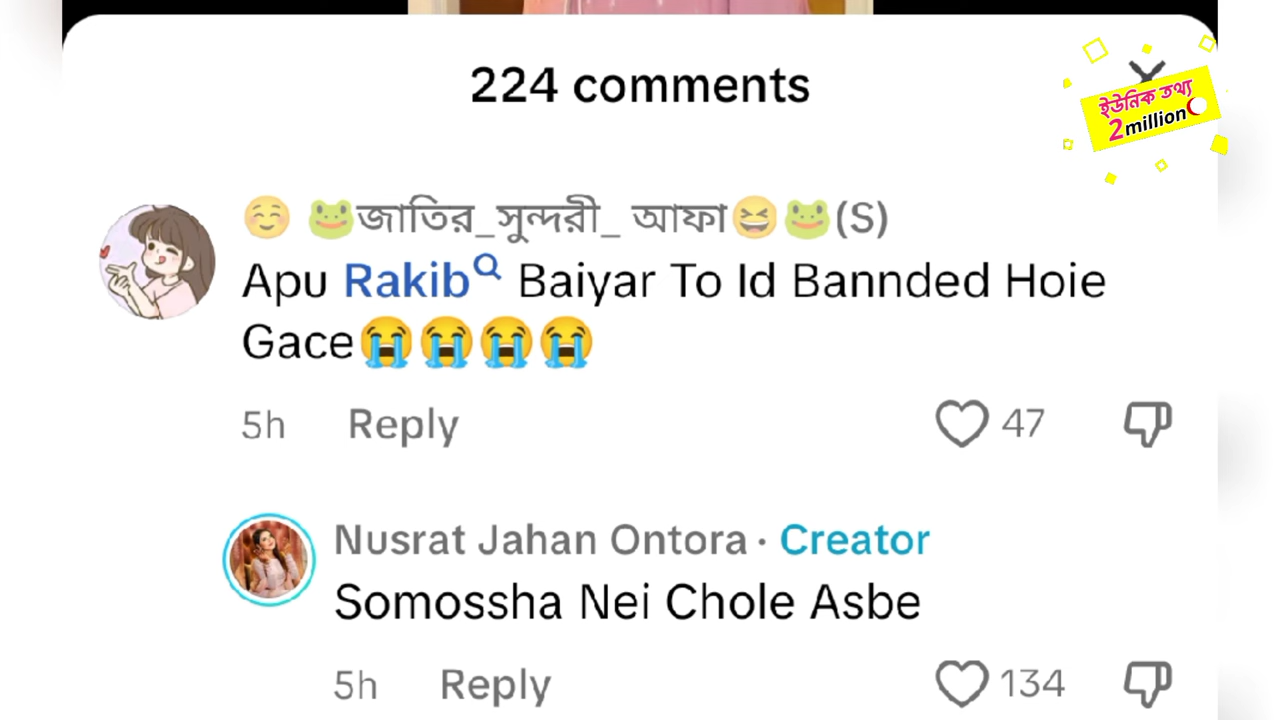 224 comments
ইউনিক তথ্য
2million
☺️ 🐸জাতির_সুন্দরী_ আফা😆🐸(S)
Apu Rakib Baiyar To Id Bannded Hoie
Gace😭😭😭😭
5h Reply 47
Nusrat Jahan Ontora · Creator
Somossha Nei Chole Asbe
5h Reply 134